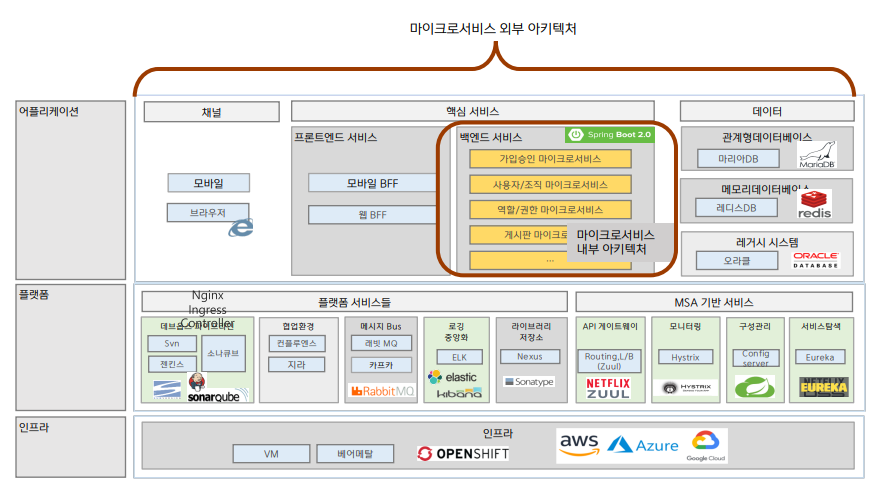 마이크로서비스 외부 아키텍처
어플리케이션
채널
모바일
브라우저
핵심 서비스
프론트엔드 서비스
모바일 BFF
웹 BFF
백엔드 서비스
Spring Boot 2.0
가입승인 마이크로서비스
사용자/조직 마이크로서비스
역할/권한 마이크로서비스
게시판 마이크로
...
마이크로서비스
내부 아키텍처
데이터
관계형데이터베이스
마리아DB
MariaDB
메모리데이터베이스
레디스DB
redis
레거시 시스템
오라클
ORACLE
DATABASE
플랫폼
플랫폼 서비스들
Nginx
Ingress
Controller
Svn
젠킨스
소나큐브
sonarqube
협업환경
컨플루엔스
지라
메시지 Bus
래빗 MQ
카프카
RabbitMQ
로깅
중앙화
ELK
elastic
kibana
라이브러리
저장소
Nexus
Sonatype
MSA 기반 서비스
API 게이트웨이
Routing,L/B
(Zuul)
NETFLIX
ZUUL
모니터링
Hystrix
HYSTRIX
구성관리
Config
server
서비스탐색
Eureka
NETFLIX
EUREKA
인프라
인프라
VM
베어메탈
OPENSHIFT
aws
Azure
Google Cloud